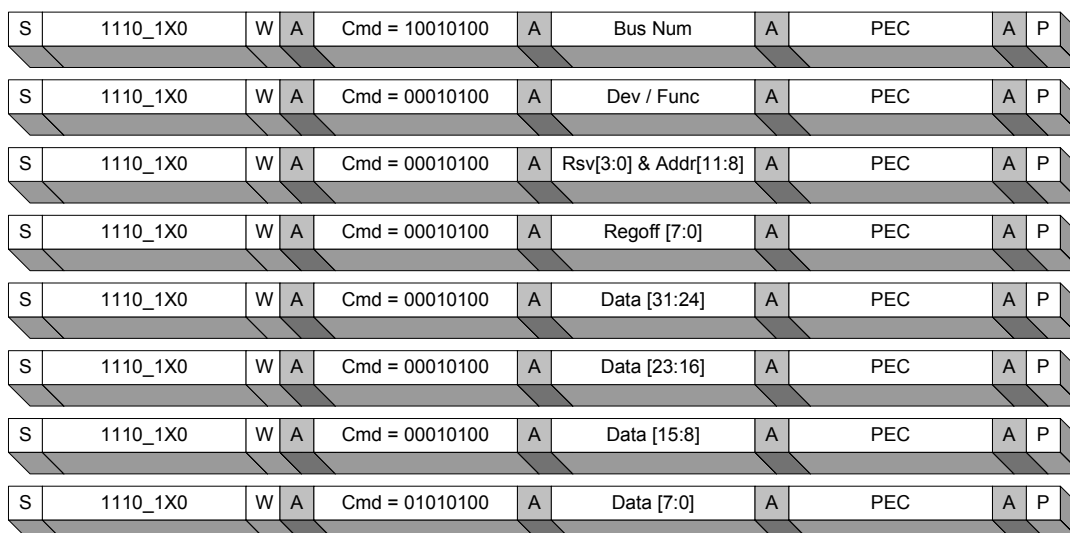 S 1110_1X0 W A Cmd = 10010100 A Bus Num A PEC A P
S 1110_1X0 W A Cmd = 00010100 A Dev / Func A PEC A P
S 1110_1X0 W A Cmd = 00010100 A Rsv[3:0] & Addr[11:8] A PEC A P
S 1110_1X0 W A Cmd = 00010100 A Regoff [7:0] A PEC A P
S 1110_1X0 W A Cmd = 00010100 A Data [31:24] A PEC A P
S 1110_1X0 W A Cmd = 00010100 A Data [23:16] A PEC A P
S 1110_1X0 W A Cmd = 00010100 A Data [15:8] A PEC A P
S 1110_1X0 W A Cmd = 01010100 A Data [7:0] A PEC A P